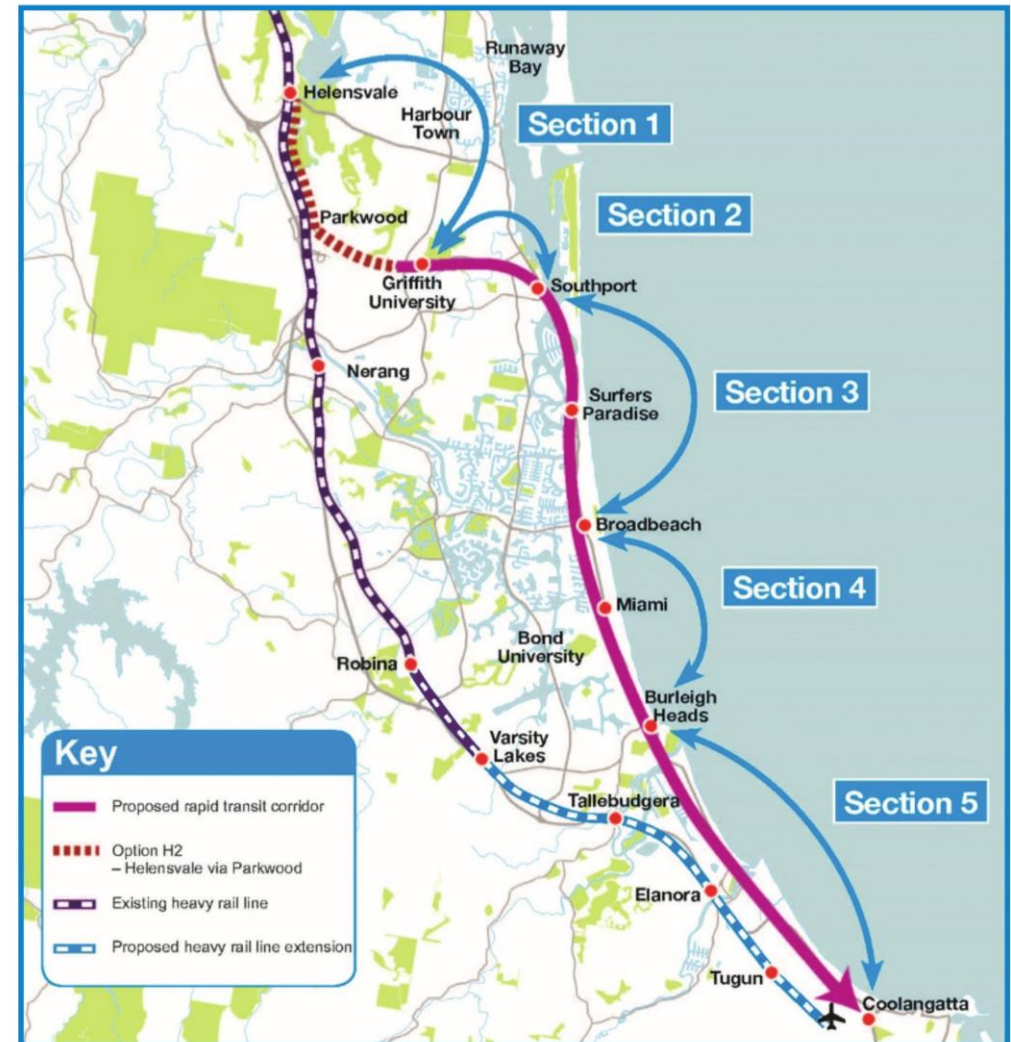 Runaway
Bay
Helensvale
Harbour
Town
Section 1
Parkwood
Section 2
Griffith
University
Southport
Nerang
Surfers
Paradise
Section 3
Broadbeach
Section 4
Miami
Bond
University
Robina
Burleigh
Heads
Varsity
Lakes
Tallebudgera
Section 5
Elanora
Tugun
Coolangatta
Key
Proposed rapid transit corridor
Option H2
– Helensvale via Parkwood
Existing heavy rail line
Proposed heavy rail line extension